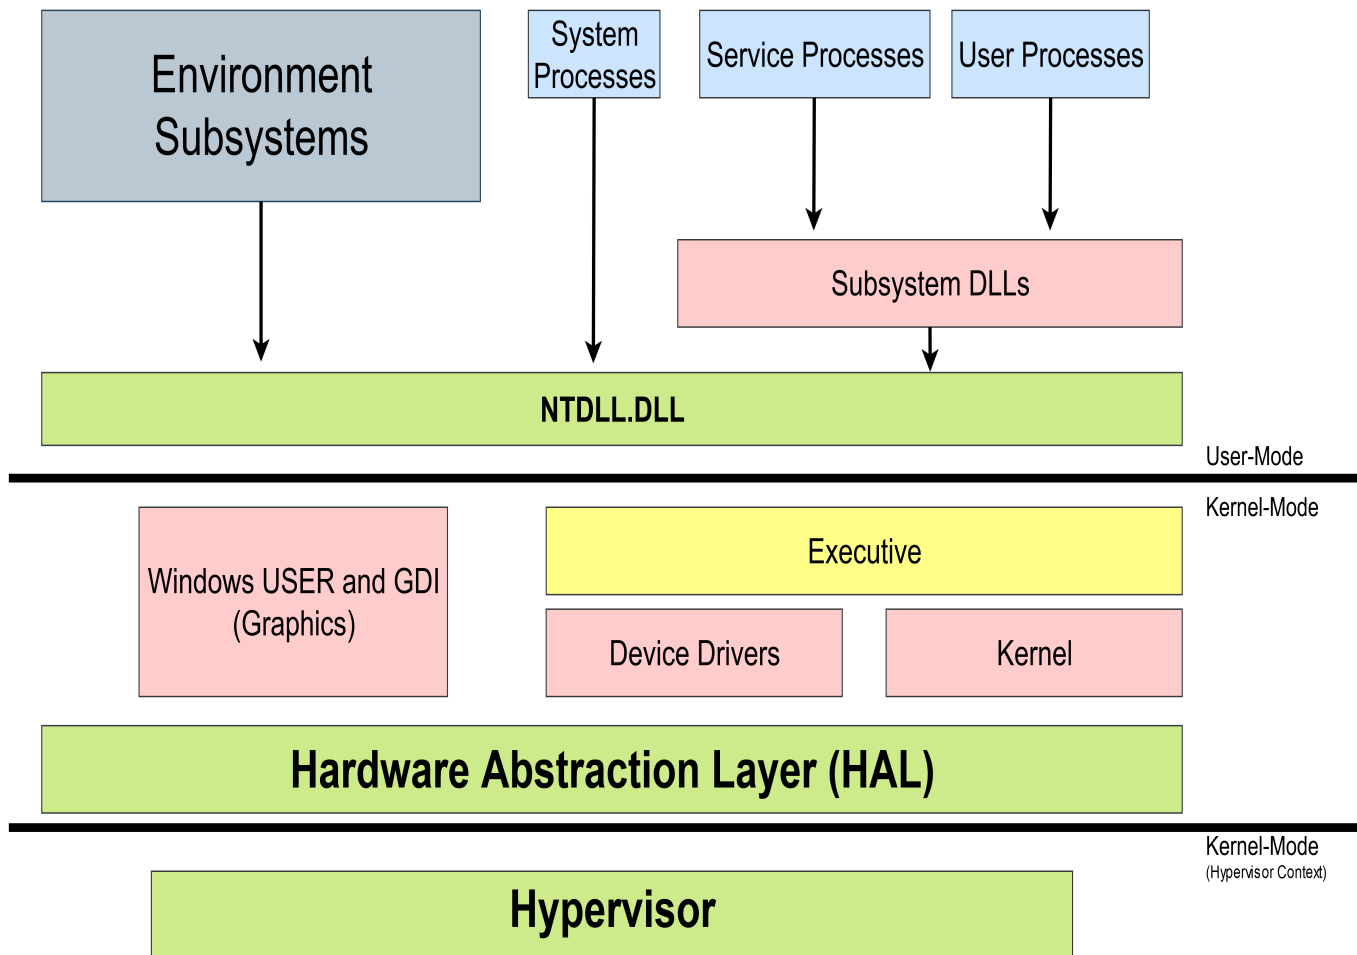 Environment
Subsystems
System
Processes
Service Processes
User Processes
Subsystem DLLs
NTDLL.DLL
User-Mode
Kernel-Mode
Windows USER and GDI
(Graphics)
Executive
Device Drivers
Kernel
Hardware Abstraction Layer (HAL)
Kernel-Mode
(Hypervisor Context)
Hypervisor